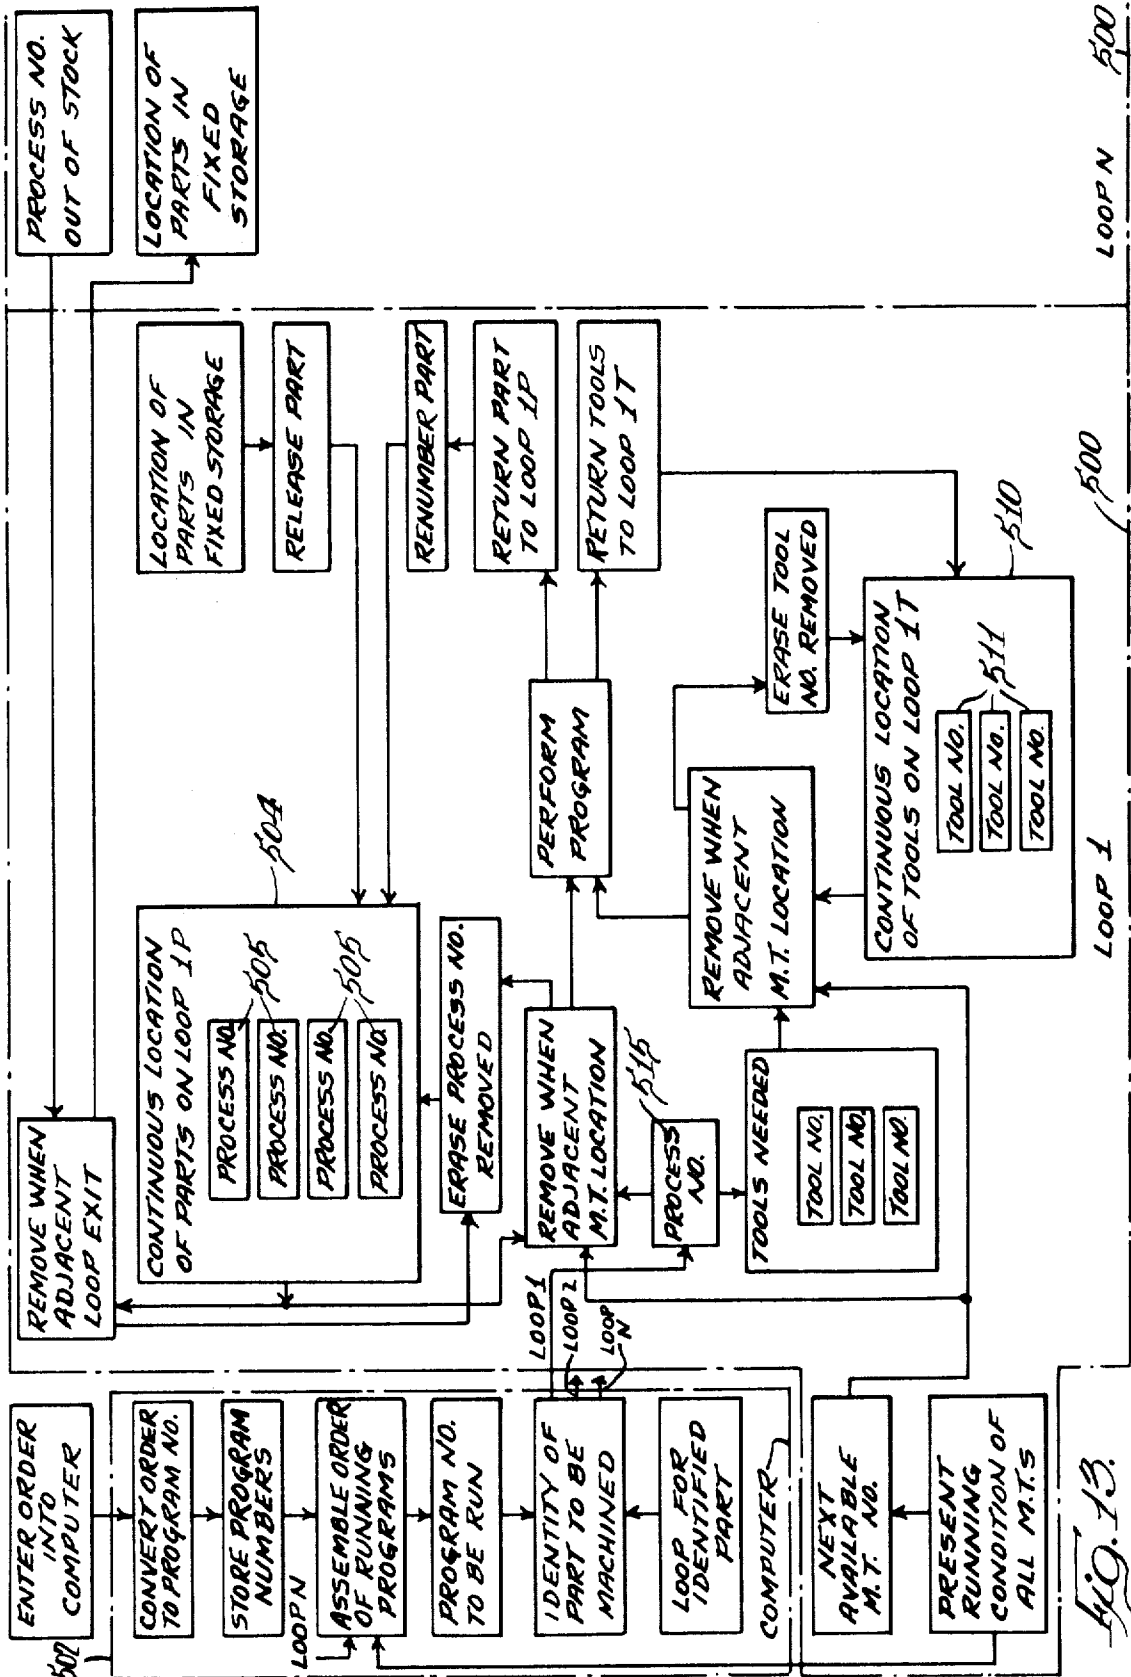 ENTER ORDER
INTO
COMPUTER
502
CONVERT ORDER
TO PROGRAM NO.
STORE PROGRAM
NUMBERS
LOOP N
ASSEMBLE ORDER
OF RUNNING
PROGRAMS
PROGRAM NO.
TO BE RUN
IDENTITY OF
PART TO BE
MACHINED
LOOP FOR
IDENTIFIED
PART
COMPUTER
NEXT
AVAILABLE
M.T. NO.
PRESENT
RUNNING
CONDITION OF
ALL M.T.S
LOOP 1
LOOP 2
LOOP
N
REMOVE WHEN
ADJACENT
LOOP EXIT
CONTINUOUS LOCATION
OF PARTS ON LOOP 1P
PROCESS NO.
PROCESS NO.
PROCESS NO.
PROCESS NO.
505
505
504
ERASE PROCESS NO.
REMOVED
REMOVE WHEN
ADJACENT
M.T. LOCATION
PROCESS
NO.
515
TOOLS NEEDED
TOOL NO.
TOOL NO.
TOOL NO.
PERFORM
PROGRAM
REMOVE WHEN
ADJACENT
M.T. LOCATION
ERASE TOOL
NO. REMOVED
CONTINUOUS LOCATION
OF TOOLS ON LOOP 1T
TOOL NO.
TOOL NO.
TOOL NO.
511
510
LOOP 1
500
LOCATION OF
PARTS IN
FIXED STORAGE
RELEASE PART
RENUMBER PART
RETURN PART
TO LOOP 1P
RETURN TOOLS
TO LOOP 1T
PROCESS NO.
OUT OF STOCK
LOCATION OF
PARTS IN
FIXED
STORAGE
LOOP N
500
Fig. 13.